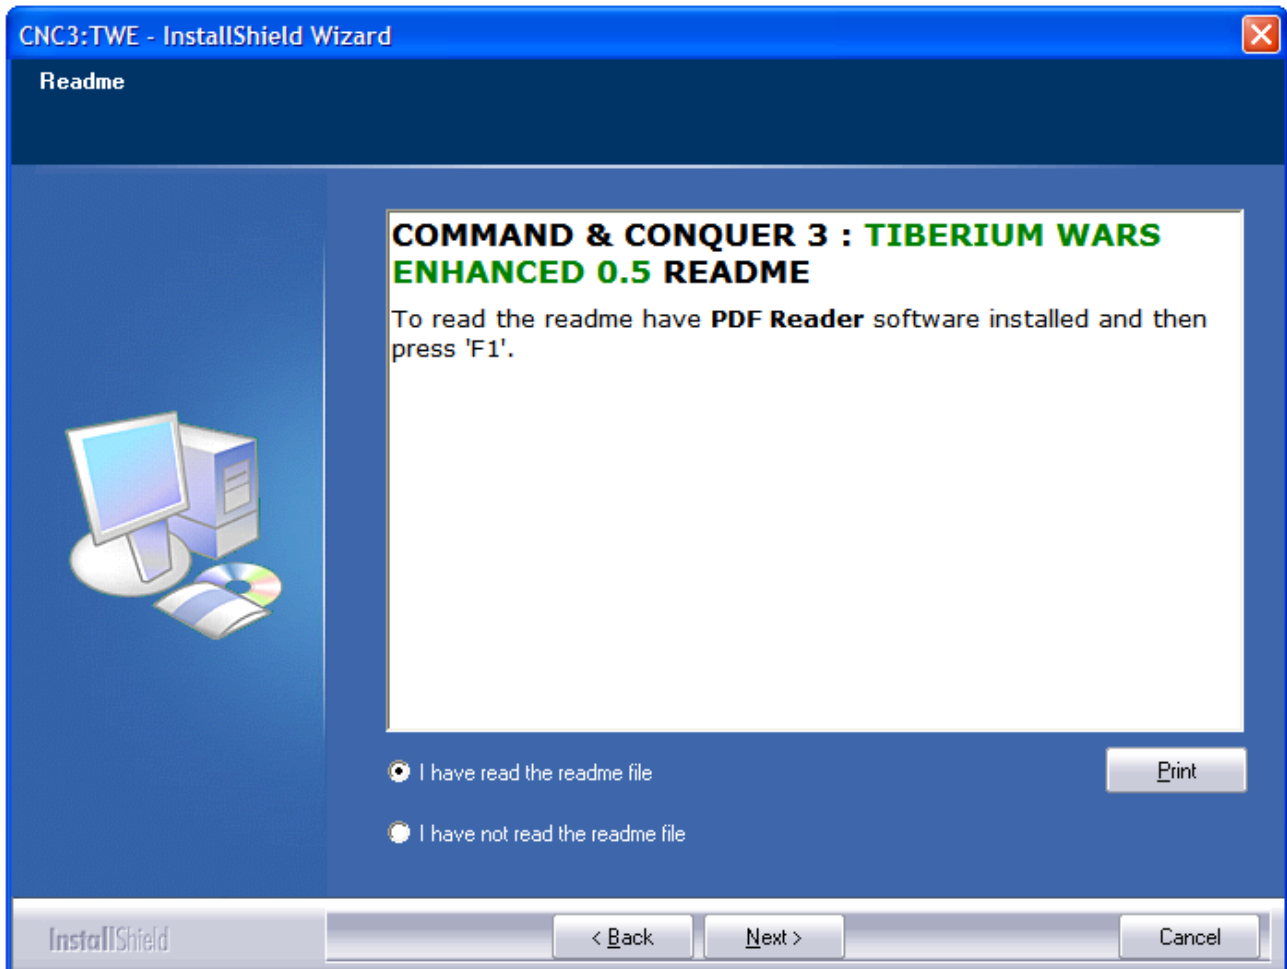 CNC3:TWE - InstallShield Wizard
Readme
COMMAND & CONQUER 3 : TIBERIUM WARS
ENHANCED 0.5 README
To read the readme have PDF Reader software installed and then
press 'F1'.
I have read the readme file
Print
I have not read the readme file
InstallShield
< Back
Next >
Cancel